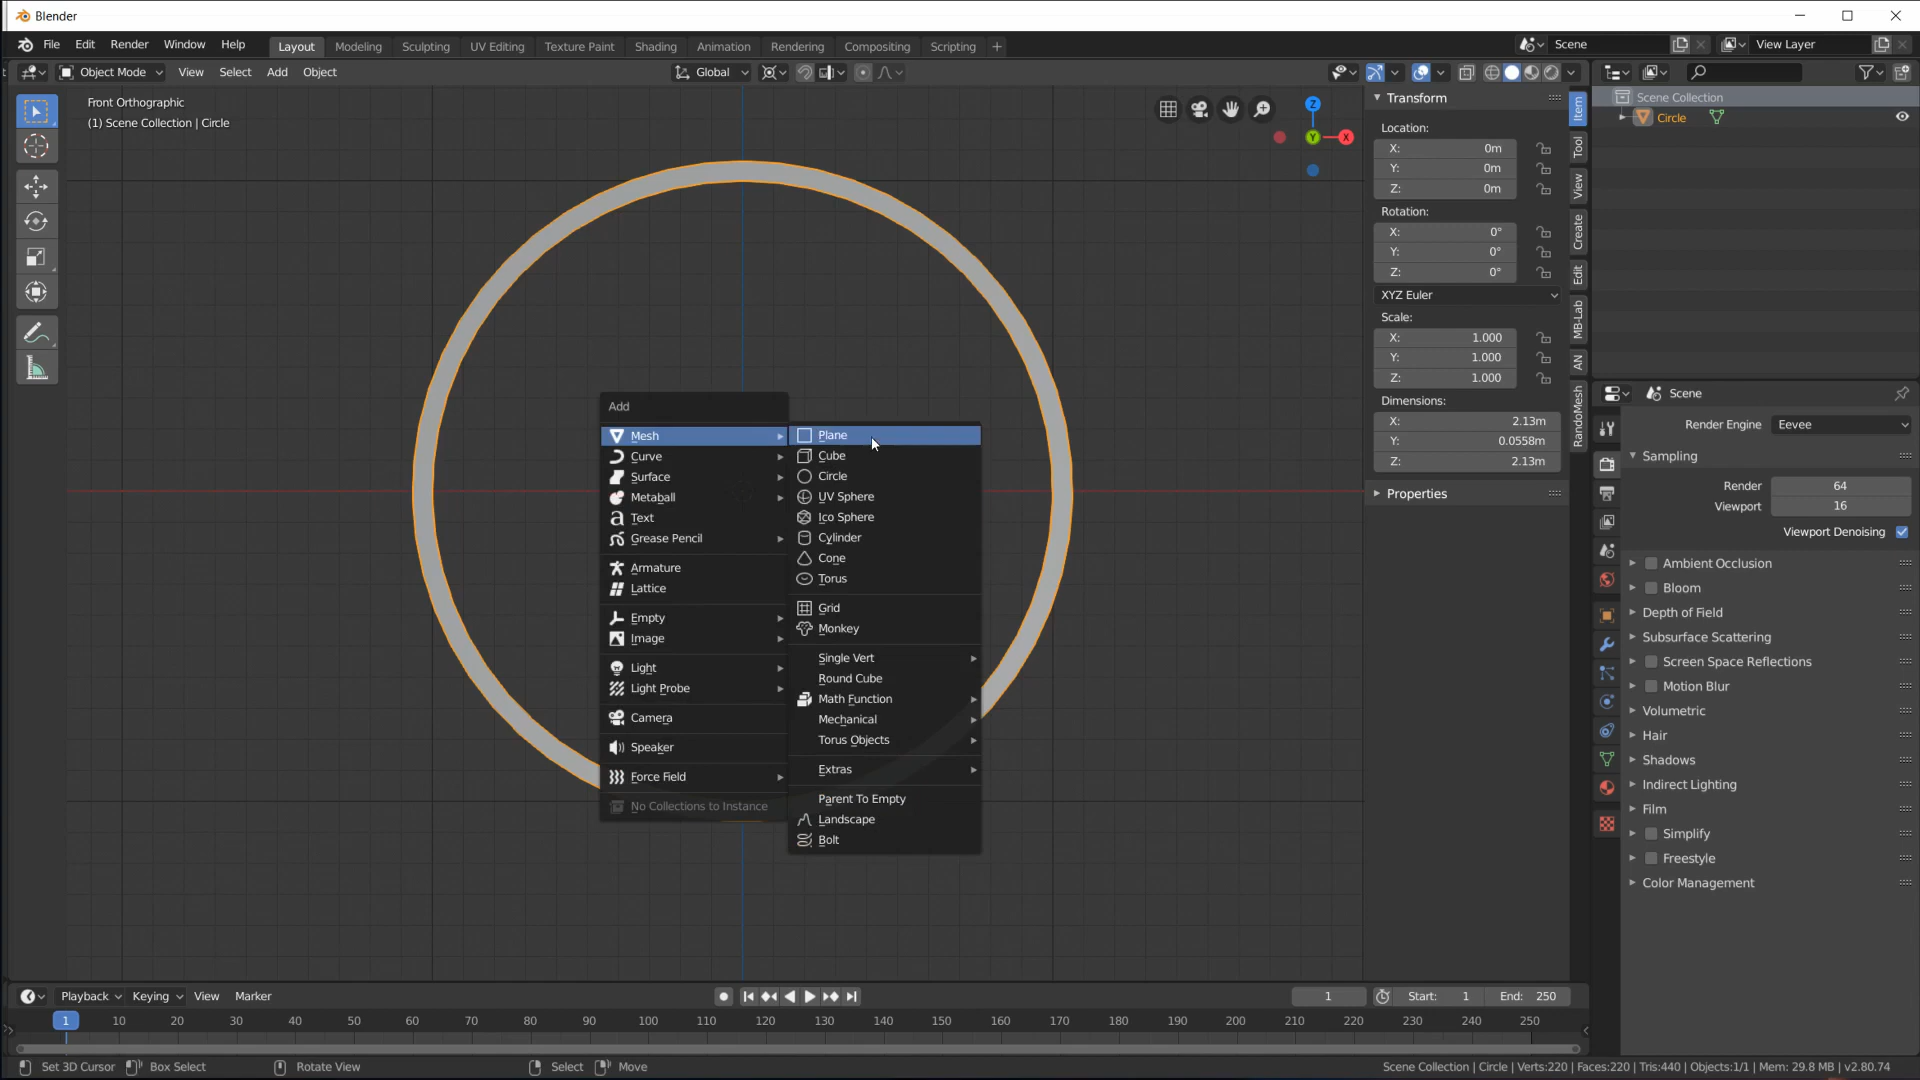 Blender
File Edit Render Window Help Layout Modeling Sculpting UV Editing Texture Paint Shading Animation Rendering Compositing Scripting + Scene View Layer
Object Mode View Select Add Object Global
Front Orthographic
(1) Scene Collection | Circle
Z
Y
X
Transform
Location:
X: 0m
Y: 0m
Z: 0m
Rotation:
X: 0°
Y: 0°
Z: 0°
XYZ Euler
Scale:
X: 1.000
Y: 1.000
Z: 1.000
Dimensions:
X: 2.13m
Y: 0.0558m
Z: 2.13m
Properties
Item
Tool
View
Create
Edit
MB-Lab
AN
RandoMesh
Scene Collection
Circle
Add
Mesh
Curve
Surface
Metaball
Text
Grease Pencil
Armature
Lattice
Empty
Image
Light
Light Probe
Camera
Speaker
Force Field
No Collections to Instance
Plane
Cube
Circle
UV Sphere
Ico Sphere
Cylinder
Cone
Torus
Grid
Monkey
Single Vert
Round Cube
Math Function
Mechanical
Torus Objects
Extras
Parent To Empty
Landscape
Bolt
Scene
Render Engine Eevee
Sampling
Render 64
Viewport 16
Viewport Denoising
Ambient Occlusion
Bloom
Depth of Field
Subsurface Scattering
Screen Space Reflections
Motion Blur
Volumetric
Hair
Shadows
Indirect Lighting
Film
Simplify
Freestyle
Color Management
Playback Keying View Marker 1 Start: 1 End: 250
1 10 20 30 40 50 60 70 80 90 100 110 120 130 140 150 160 170 180 190 200 210 220 230 240 250
Set 3D Cursor Box Select Rotate View Select Move Scene Collection | Circle | Verts:220 | Faces:220 | Tris:440 | Objects:1/1 | Mem: 29.8 MB | v2.80.74